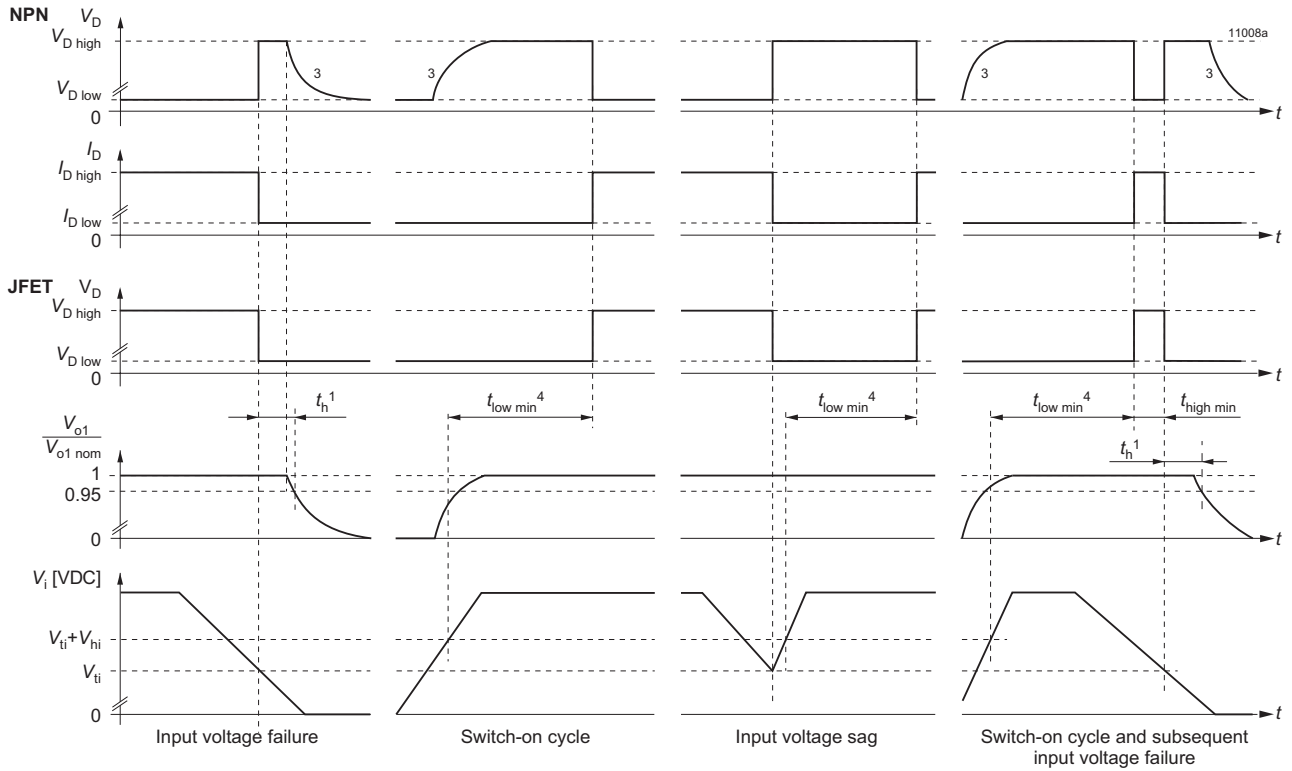 NPN V_D
V_D high
11008a
3 3 3 3
V_D low
0 t
I_D
I_D high
I_D low
0 t
JFET V_D
V_D high
V_D low
0 t
t_h^1 t_low min^4 t_low min^4 t_low min^4 t_high min
V_o1
V_o1 nom
t_h^1
1
0.95
0 t
V_i [VDC]
V_ti+V_hi
V_ti
0 t
Input voltage failure Switch-on cycle Input voltage sag Switch-on cycle and subsequent
input voltage failure